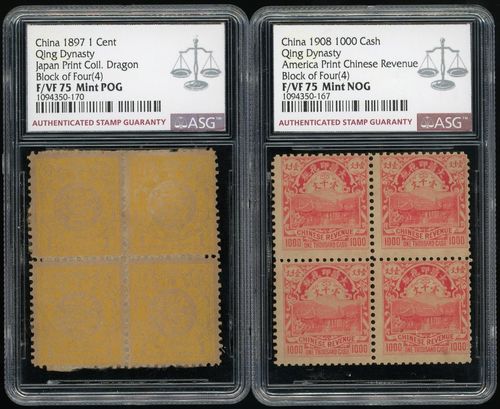 China 1897 1 Cent
Qing Dynasty
Japan Print Coll. Dragon
Block of Four(4)
F/VF 75 Mint POG
1094350-170
AUTHENTICATED STAMP GUARANTY ASG
China 1908 1000 Cash
Qing Dynasty
America Print Chinese Revenue
Block of Four(4)
F/VF 75 Mint NOG
1094350-167
AUTHENTICATED STAMP GUARANTY ASG
CHINESE REVENUE
1000 ONE THOUSAND CASH 1000
CHINESE REVENUE
1000 ONE THOUSAND CASH 1000
CHINESE REVENUE
1000 ONE THOUSAND CASH 1000
CHINESE REVENUE
1000 ONE THOUSAND CASH 1000